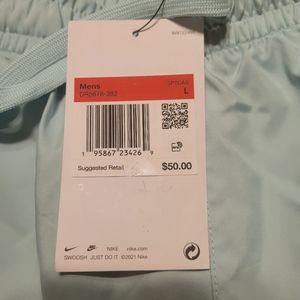 Mens
DR5678-382
L
1 95867 23426 9
Suggested Retail
$50.00
NIKE nike.com
SWOOSH JUST DO IT ©2021 Nike